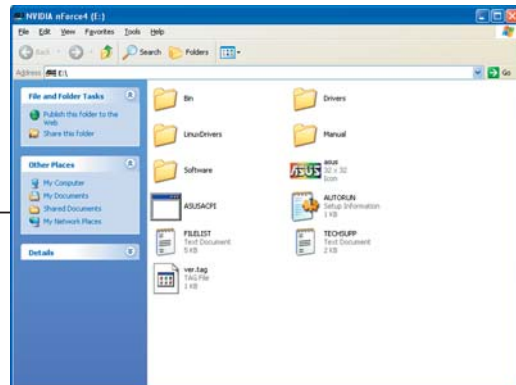 NVIDIA nForce4 (E:)
File Edit View Favorites Tools Help
Back Search Folders
Address E:\ Go
File and Folder Tasks
Publish this folder to the Web
Share this folder
Other Places
My Computer
My Documents
Shared Documents
My Network Places
Details
Bin
Drivers
LinuxDrivers
Manual
Software
asus
32 x 32
Icon
ASUSACPI
AUTORUN
Setup Information
1 KB
FILELIST
Text Document
5 KB
TECHSUPP
Text Document
2 KB
ver.tag
TAG File
1 KB